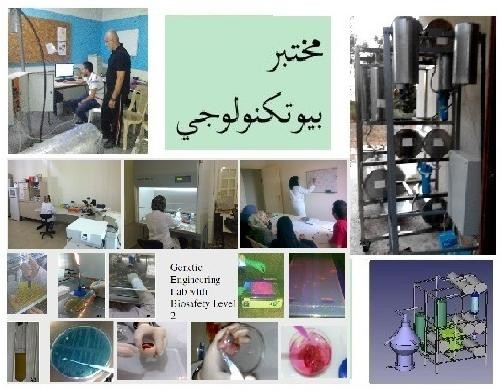 مختبر
بيوتكنولوجي
Genetic
Engineering
Lab with
Biosafety Level
2